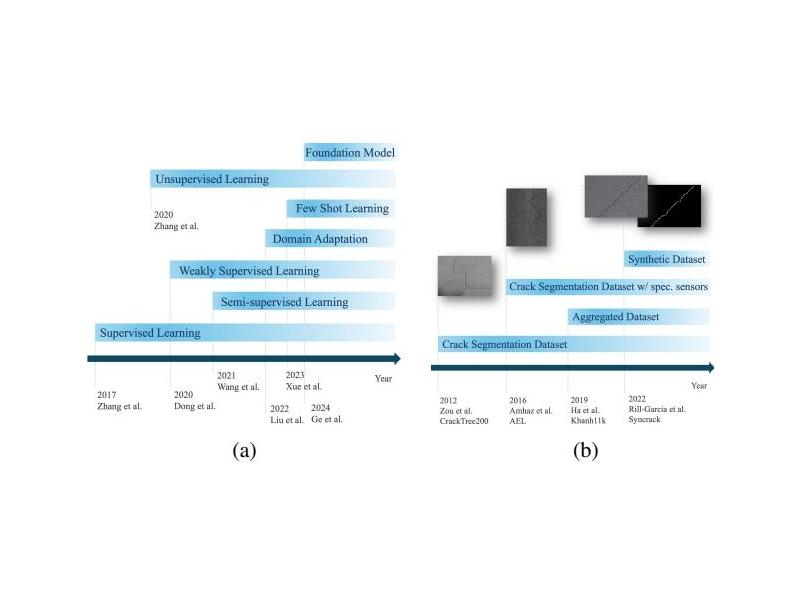 Foundation Model
Unsupervised Learning
2020
Zhang et al.
Few Shot Learning
Domain Adaptation
Weakly Supervised Learning
Semi-supervised Learning
Supervised Learning
Year
2017
Zhang et al.
2020
Dong et al.
2021
Wang et al.
2022
Liu et al.
2023
Xue et al.
2024
Ge et al.
(a)
Synthetic Dataset
Crack Segmentation Dataset w/ spec. sensors
Aggregated Dataset
Crack Segmentation Dataset
Year
2012
Zou et al.
CrackTree200
2016
Amhaz et al.
AEL
2019
Ha et al.
Khanh11k
2022
Rill-García et al.
Syncrack
(b)